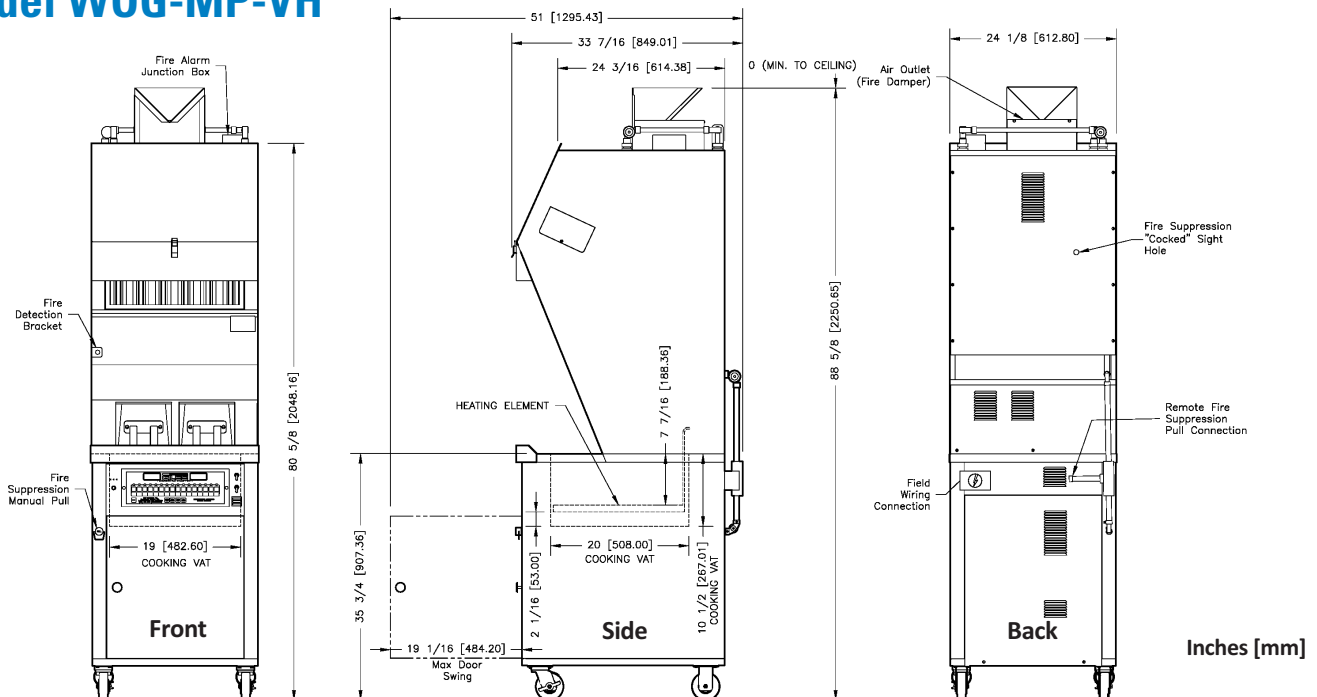 uel WOG-MP-VH
51 [1295.43]
33 7/16 [849.01]
24 3/16 [614.38]
0 (MIN. TO CEILING)
24 1/8 [612.80]
Fire Alarm
Junction Box
Air Outlet
(Fire Damper)
Fire
Detection
Bracket
Fire
Suppression
Manual Pull
80 5/8 [2048.16]
19 [482.60]
COOKING VAT
Front
HEATING ELEMENT
7 7/16 [188.36]
88 5/8 [2250.65]
35 3/4 [907.36]
2 1/16 [53.00]
20 [508.00]
COOKING VAT
10 1/2 [267.01]
COOKING VAT
19 1/16 [484.20]
Max Door
Swing
Side
Fire Suppression
"Cocked" Sight
Hole
Remote Fire
Suppression
Pull Connection
Field
Wiring
Connection
Back
Inches [mm]